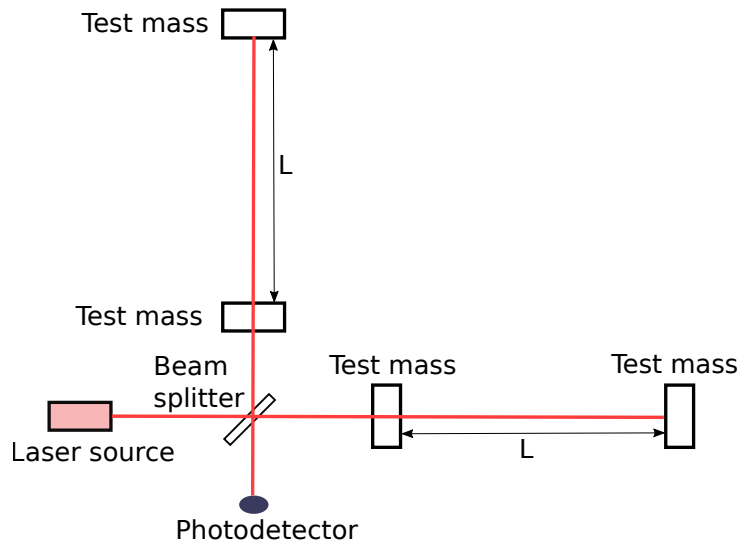 Test mass
L
Test mass
Beam
splitter
Test mass
Test mass
L
Laser source
Photodetector